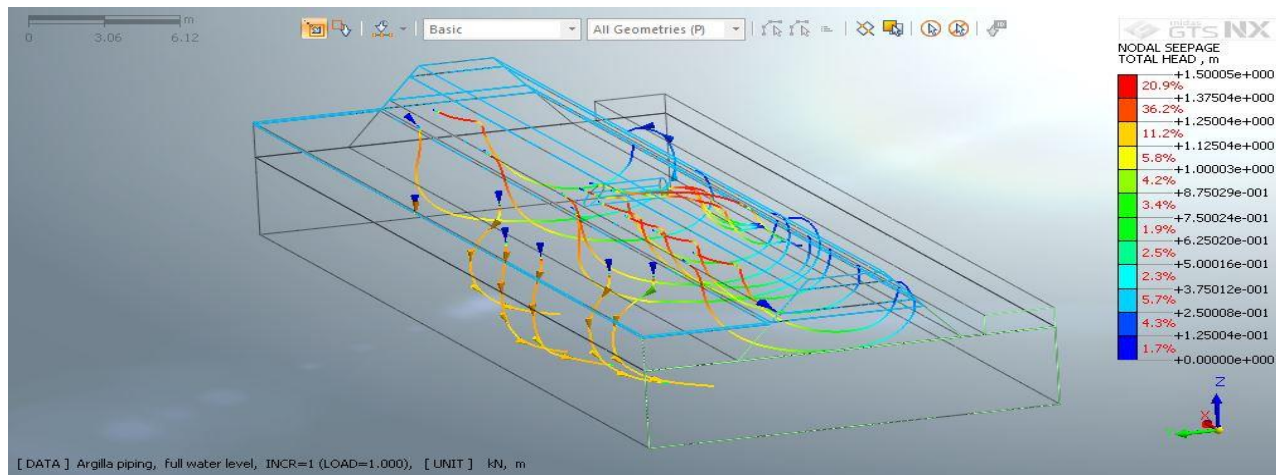 m
0 3.06 6.12
Basic
All Geometries (P)
midas
GTS NX
NODAL SEEPAGE
TOTAL HEAD , m
+1.50005e+000
20.9%
+1.37504e+000
36.2%
+1.25004e+000
11.2%
+1.12504e+000
5.8%
+1.00003e+000
4.2%
+8.75029e-001
3.4%
+7.50024e-001
1.9%
+6.25020e-001
2.5%
+5.00016e-001
2.3%
+3.75012e-001
5.7%
+2.50008e-001
4.3%
+1.25004e-001
1.7%
+0.00000e+000
Z
X
[ DATA ] Argilla piping, full water level, INCR=1 (LOAD=1.000), [ UNIT ] kN, m